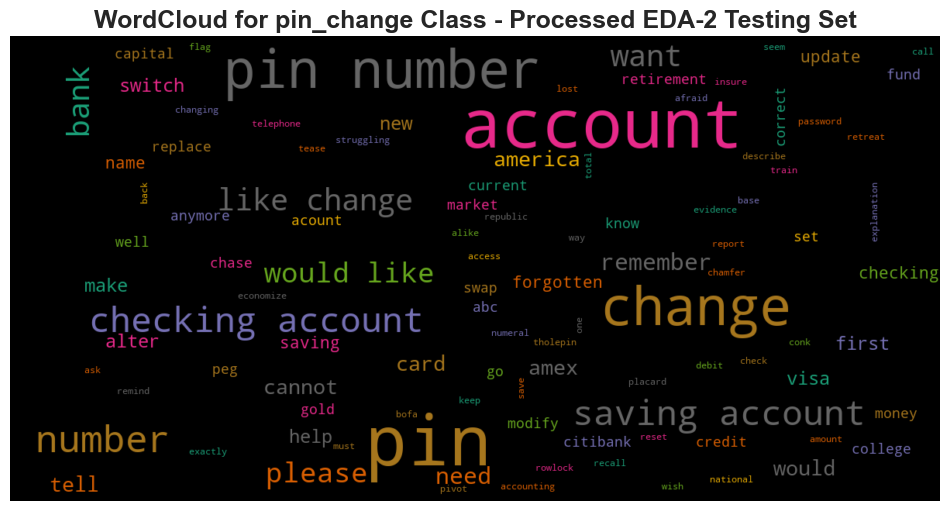 WordCloud for pin_change Class - Processed EDA-2 Testing Set
flag
seem
call
capital
pin number
want
update
bank
switch
retirement
insure
fund
lost
changing
afraid
correct
account
telephone
new
password
struggling
retreat
replace
tease
america
total
describe
name
train
current
back
like change
market
evidence
base
explanation
anymore
acount
republic
know
set
well
alike
way
report
chase
would like
access
remember
chamfer
checking
make
forgotten
economize
swap
abc
change
checking account
numeral
one
alter
saving
tholepin
conk
first
ask
peg
card
go
amex
debit
check
visa
remind
cannot
save
placard
gold
keep
bofa
saving account
money
number
help
pin
modify
must
citibank
reset
credit
amount
college
exactly
tell
please
need
rowlock
recall
would
pivot
accounting
wish
national